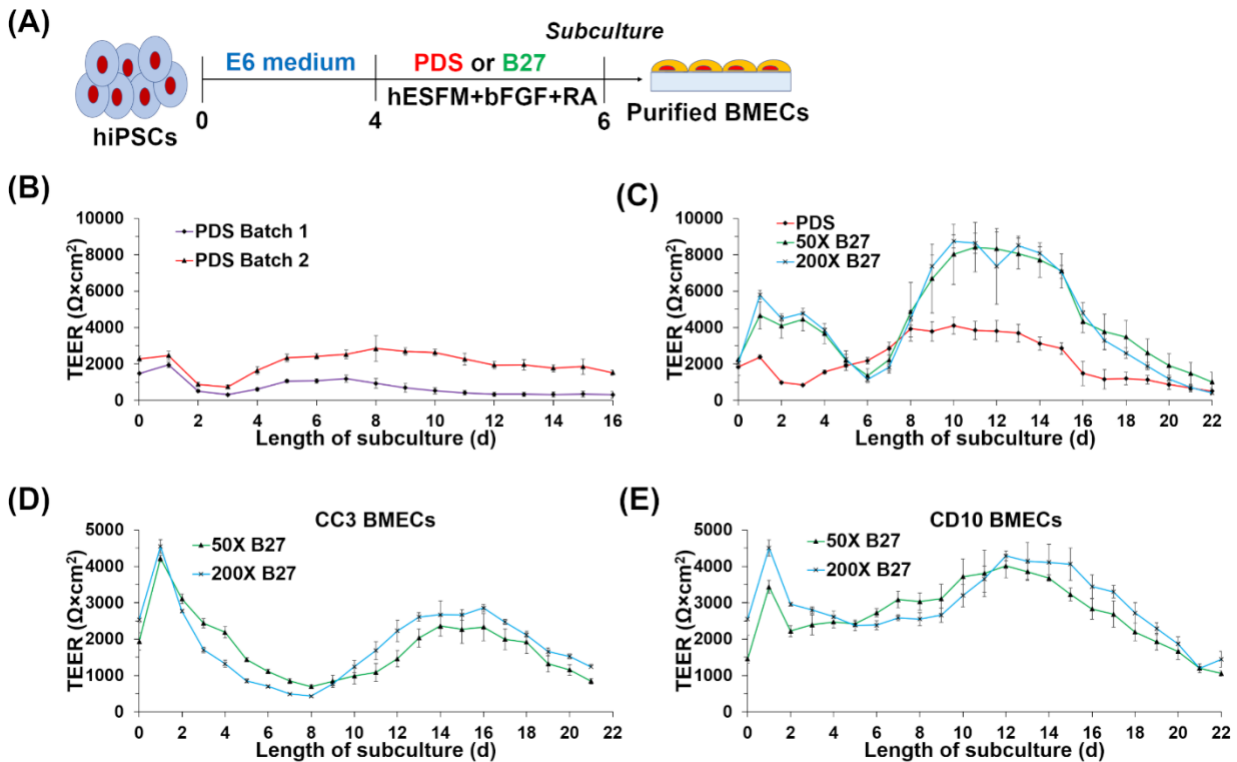 (A)
Subculture
E6 medium
PDS or B27
hESFM+bFGF+RA
hiPSCs
0
4
6
Purified BMECs
(B)
10000
8000
6000
4000
2000
0
TEER (Ω×cm²)
PDS Batch 1
PDS Batch 2
0 2 4 6 8 10 12 14 16
Length of subculture (d)
(C)
10000
8000
6000
4000
2000
0
TEER (Ω×cm²)
PDS
50X B27
200X B27
0 2 4 6 8 10 12 14 16 18 20 22
Length of subculture (d)
(D)
CC3 BMECs
5000
4000
3000
2000
1000
0
TEER (Ω×cm²)
50X B27
200X B27
0 2 4 6 8 10 12 14 16 18 20 22
Length of subculture (d)
(E)
CD10 BMECs
5000
4000
3000
2000
1000
0
TEER (Ω×cm²)
50X B27
200X B27
0 2 4 6 8 10 12 14 16 18 20 22
Length of subculture (d)